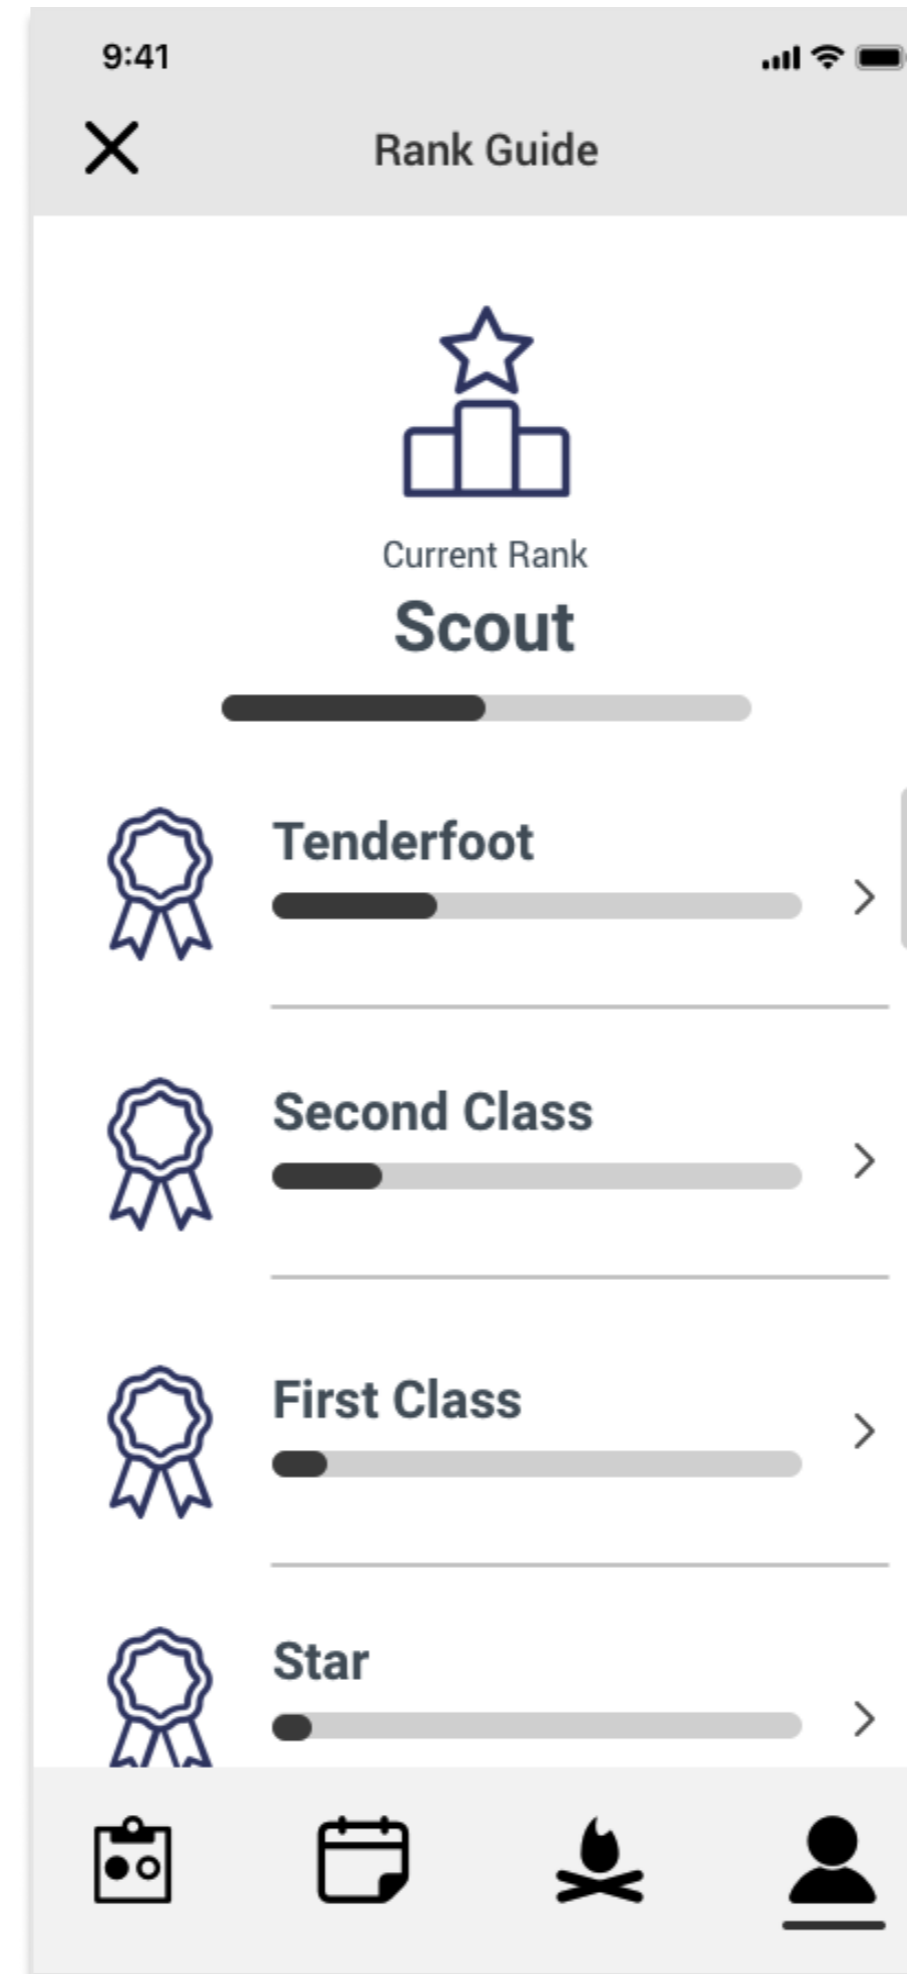 9:41
Rank Guide
Current Rank
Scout
Tenderfoot
Second Class
First Class
Star